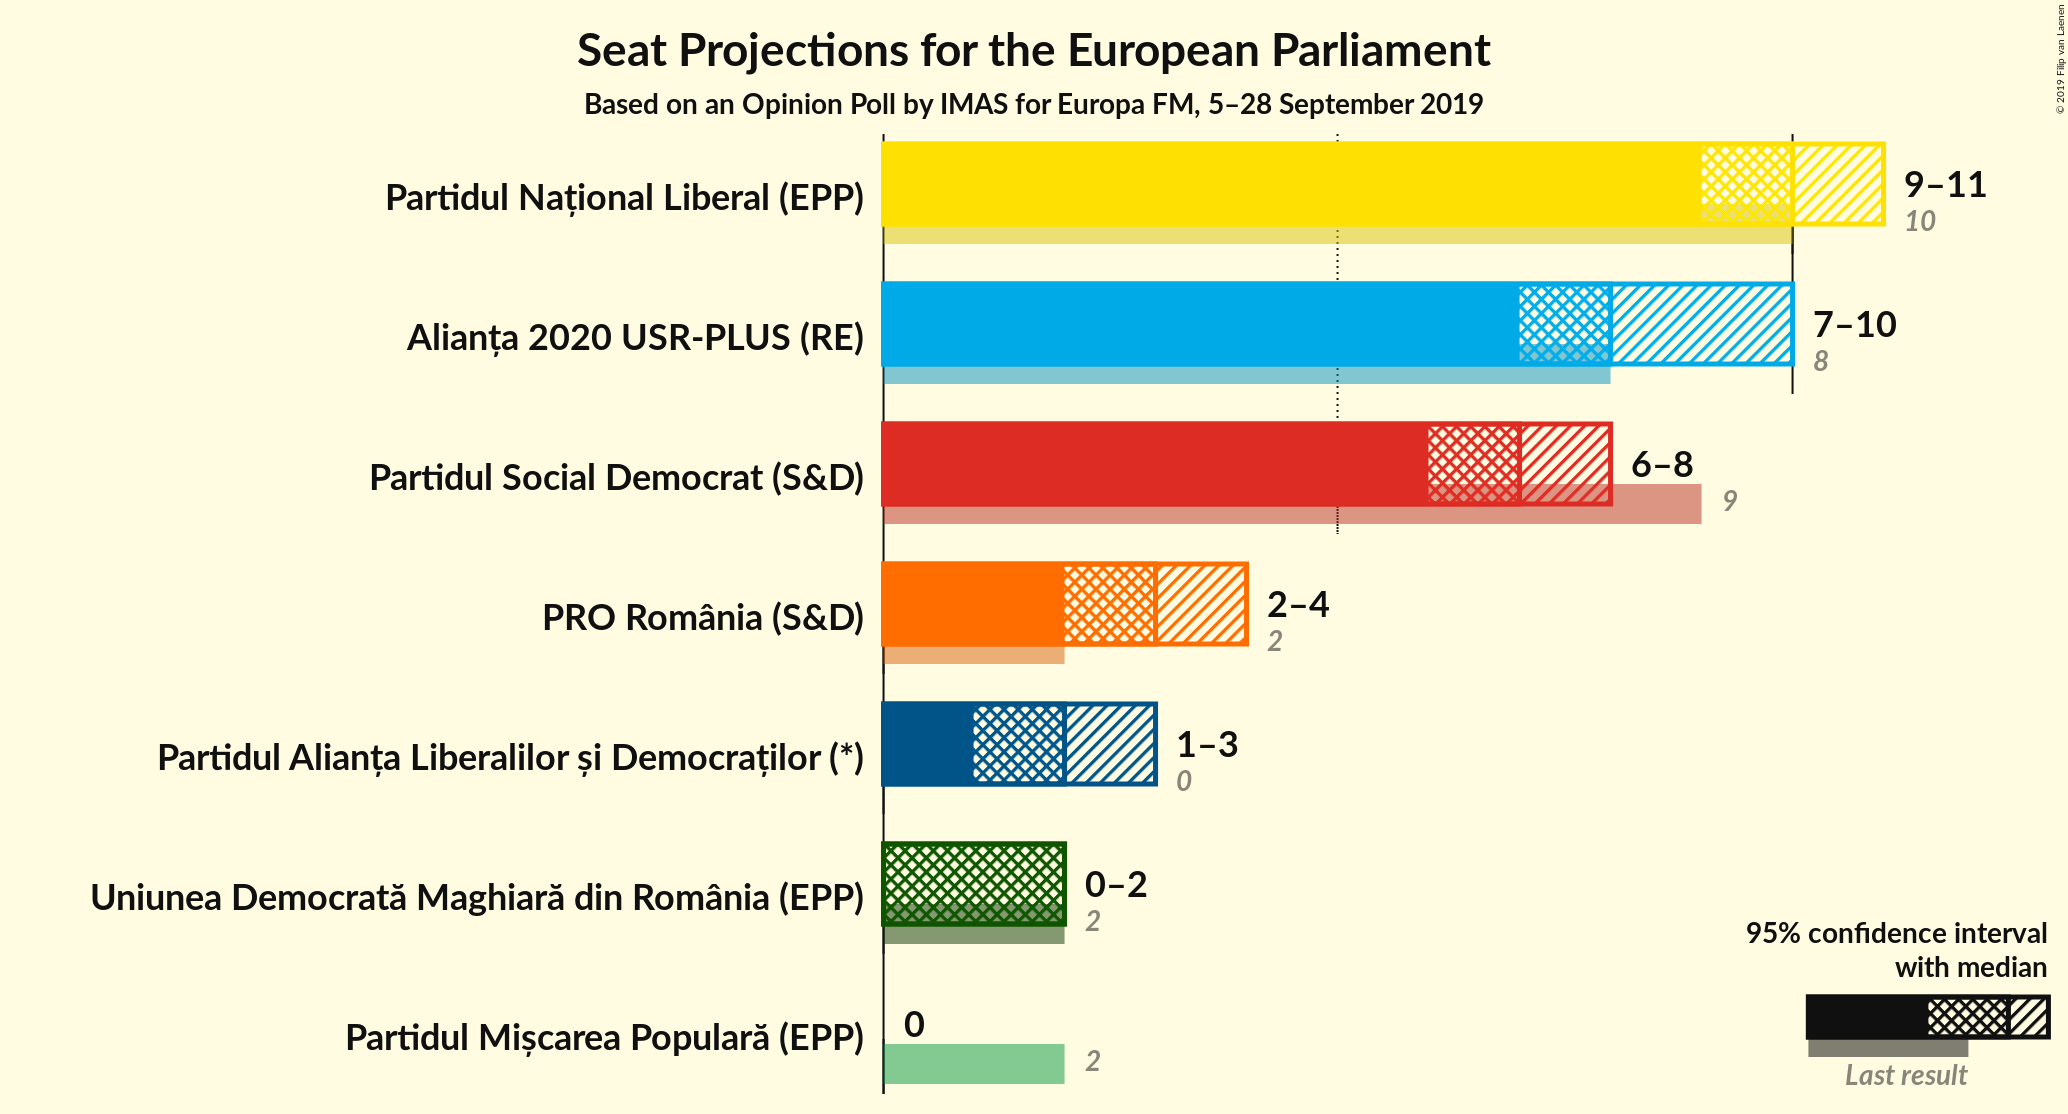 Seat Projections for the European Parliament
Based on an Opinion Poll by IMAS for Europa FM, 5–28 September 2019
© 2019 Filip van Laenen
Partidul Național Liberal (EPP)
9–11
10
Alianța 2020 USR-PLUS (RE)
7–10
8
Partidul Social Democrat (S&D)
6–8
9
PRO România (S&D)
2–4
2
Partidul Alianța Liberalilor și Democraților (*)
1–3
0
Uniunea Democrată Maghiară din România (EPP)
0–2
2
Partidul Mișcarea Populară (EPP)
0
2
95% confidence interval
with median
Last result